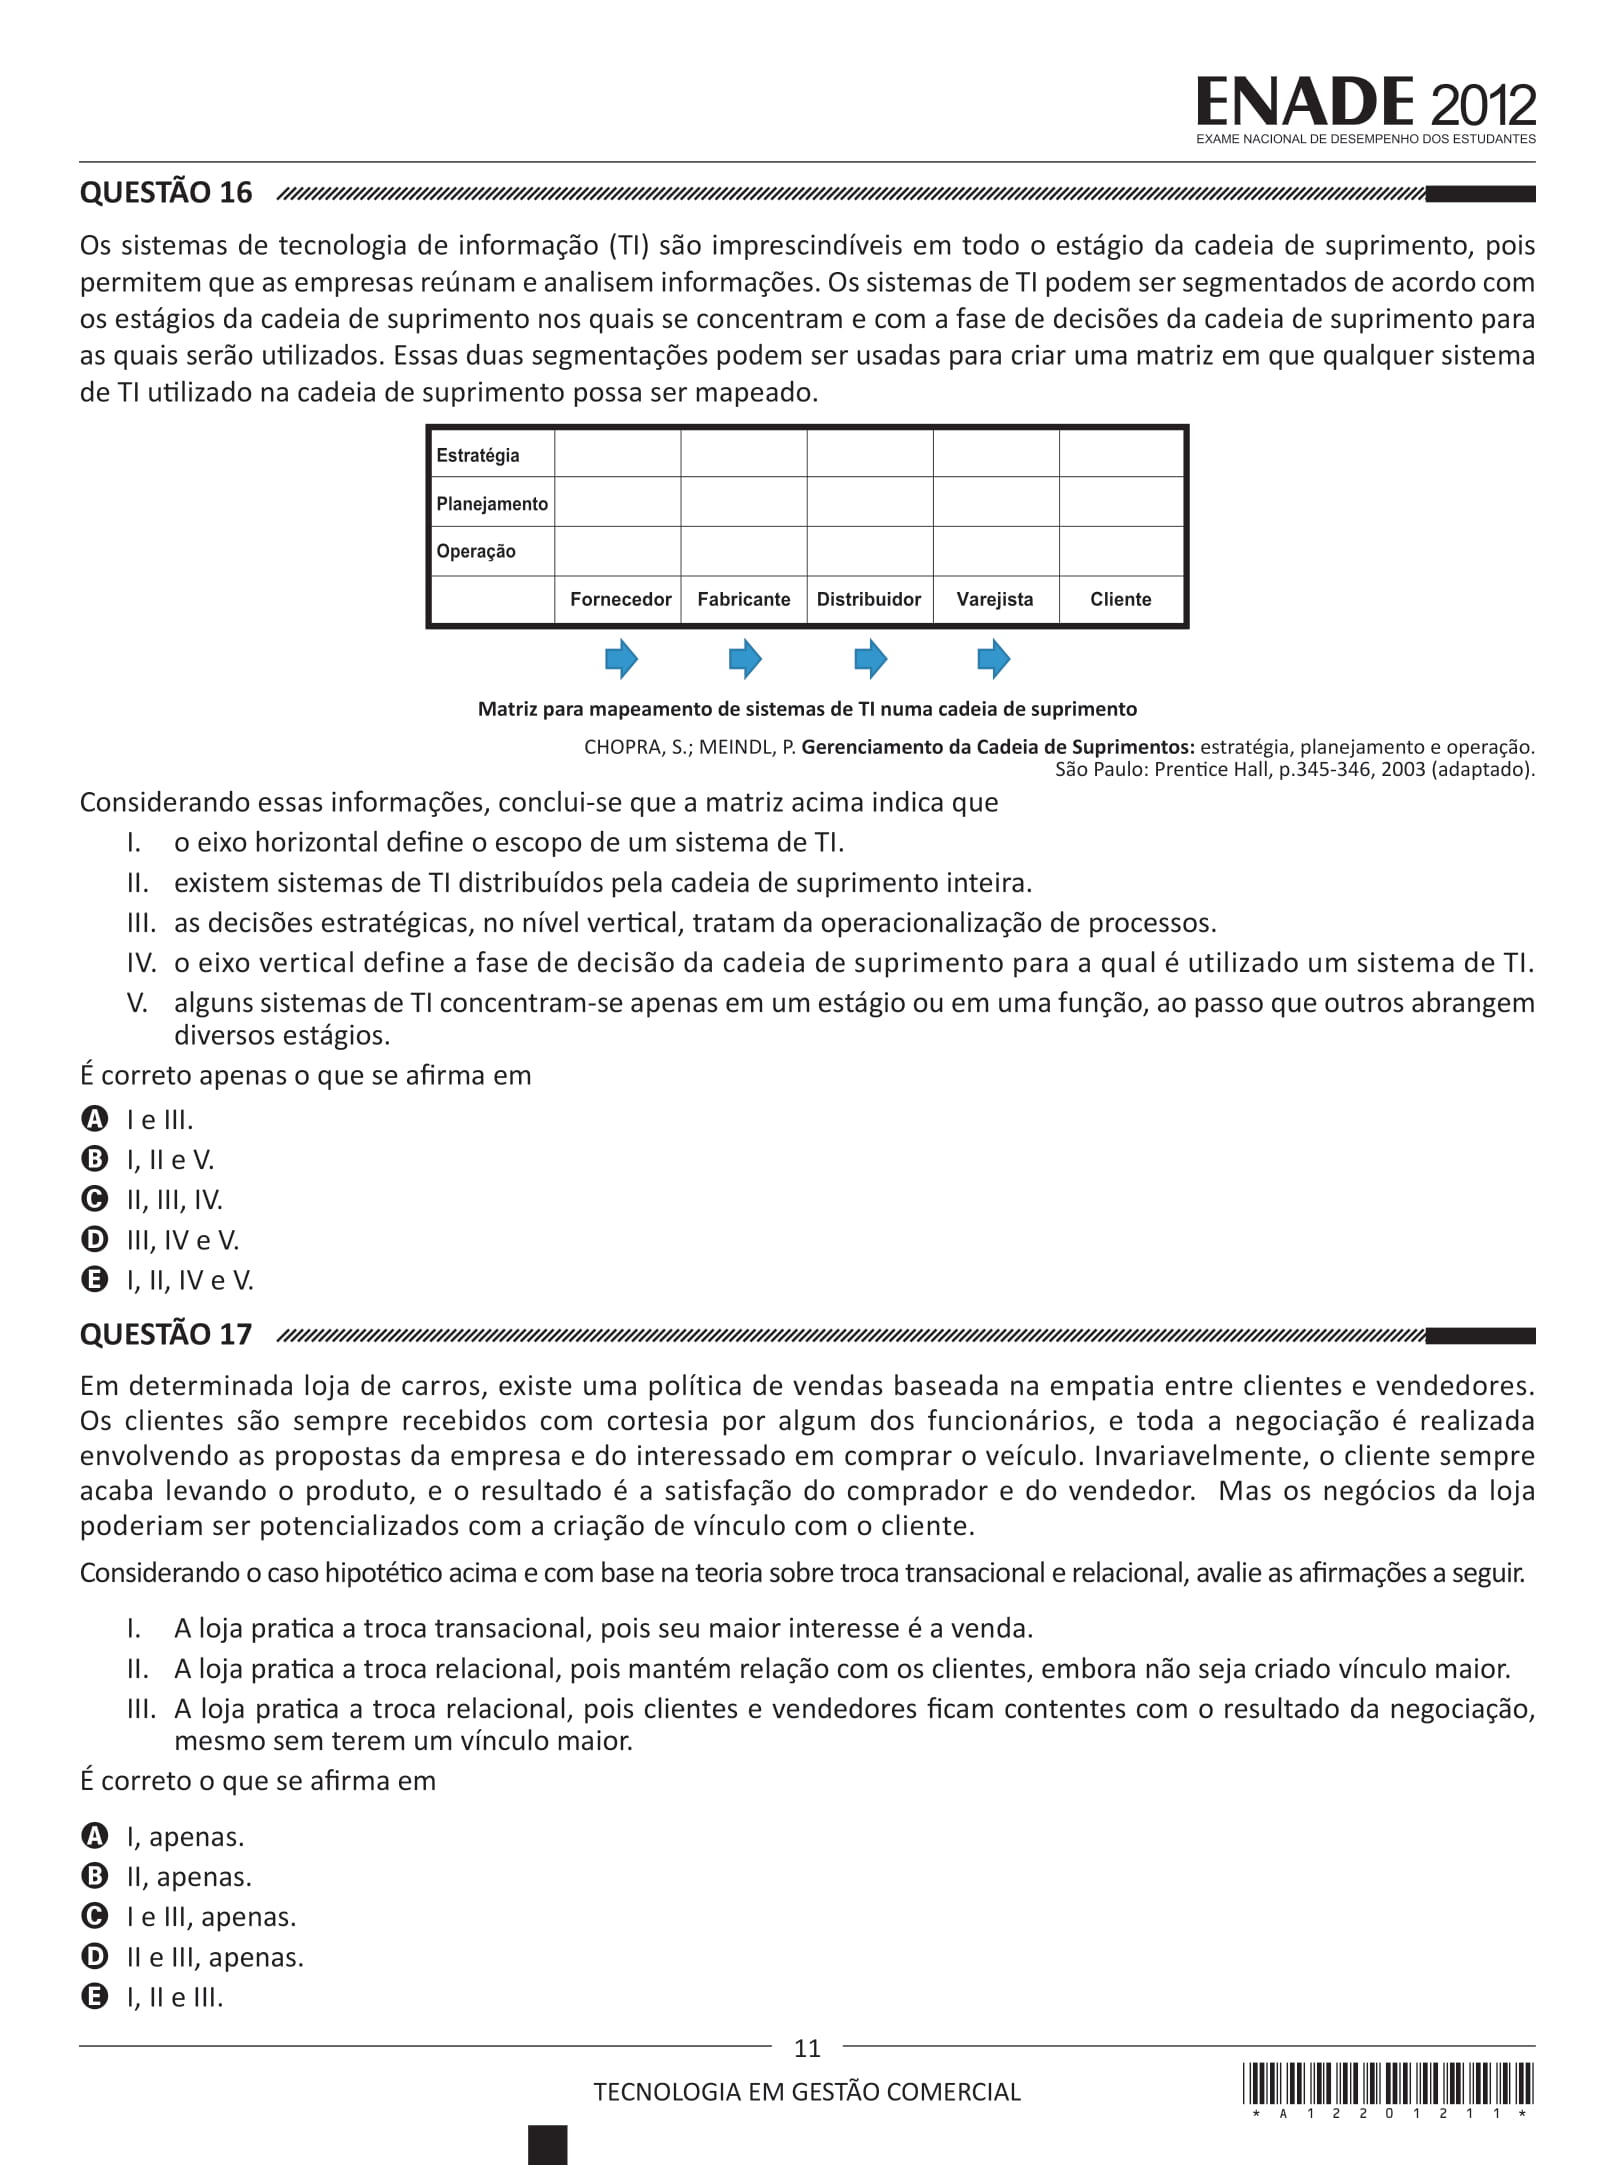 ENADE 2012
EXAME NACIONAL DE DESEMPENHO DOS ESTUDANTES
QUESTÃO 16
Os sistemas de tecnologia de informação (TI) são imprescindíveis em todo o estágio da cadeia de suprimento, pois
permitem que as empresas reúnam e analisem informações. Os sistemas de TI podem ser segmentados de acordo com
os estágios da cadeia de suprimento nos quais se concentram e com a fase de decisões da cadeia de suprimento para
as quais serão utilizados. Essas duas segmentações podem ser usadas para criar uma matriz em que qualquer sistema
de TI utilizado na cadeia de suprimento possa ser mapeado.
Estratégia
Planejamento
Operação
Fornecedor Fabricante Distribuidor Varejista Cliente
Matriz para mapeamento de sistemas de TI numa cadeia de suprimento
CHOPRA, S.; MEINDL, P. Gerenciamento da Cadeia de Suprimentos: estratégia, planejamento e operação.
São Paulo: Prentice Hall, p.345-346, 2003 (adaptado).
Considerando essas informações, conclui-se que a matriz acima indica que
I. o eixo horizontal define o escopo de um sistema de TI.
II. existem sistemas de TI distribuídos pela cadeia de suprimento inteira.
III. as decisões estratégicas, no nível vertical, tratam da operacionalização de processos.
IV. o eixo vertical define a fase de decisão da cadeia de suprimento para a qual é utilizado um sistema de TI.
V. alguns sistemas de TI concentram-se apenas em um estágio ou em uma função, ao passo que outros abrangem
diversos estágios.
É correto apenas o que se afirma em
A I e III.
B I, II e V.
C II, III, IV.
D III, IV e V.
E I, II, IV e V.
QUESTÃO 17
Em determinada loja de carros, existe uma política de vendas baseada na empatia entre clientes e vendedores.
Os clientes são sempre recebidos com cortesia por algum dos funcionários, e toda a negociação é realizada
envolvendo as propostas da empresa e do interessado em comprar o veículo. Invariavelmente, o cliente sempre
acaba levando o produto, e o resultado é a satisfação do comprador e do vendedor. Mas os negócios da loja
poderiam ser potencializados com a criação de vínculo com o cliente.
Considerando o caso hipotético acima e com base na teoria sobre troca transacional e relacional, avalie as afirmações a seguir.
I. A loja pratica a troca transacional, pois seu maior interesse é a venda.
II. A loja pratica a troca relacional, pois mantém relação com os clientes, embora não seja criado vínculo maior.
III. A loja pratica a troca relacional, pois clientes e vendedores ficam contentes com o resultado da negociação,
mesmo sem terem um vínculo maior.
É correto o que se afirma em
A I, apenas.
B II, apenas.
C I e III, apenas.
D II e III, apenas.
E I, II e III.
11
TECNOLOGIA EM GESTÃO COMERCIAL
* A 1 2 2 0 1 2 1 1 *